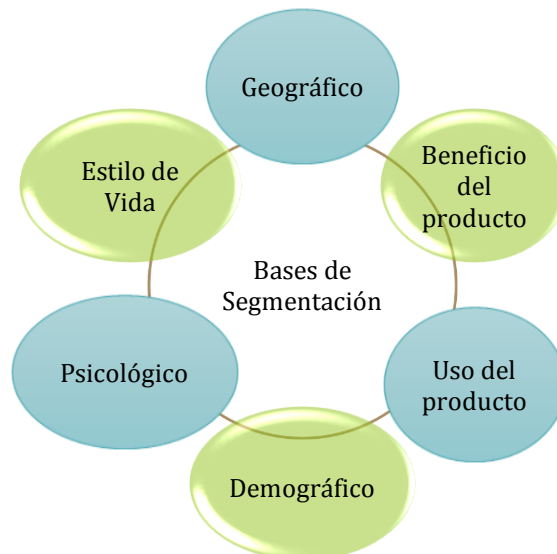 Geográfico
Beneficio
del
producto
Uso del
producto
Demográfico
Psicológico
Estilo de
Vida
Bases de
Segmentación